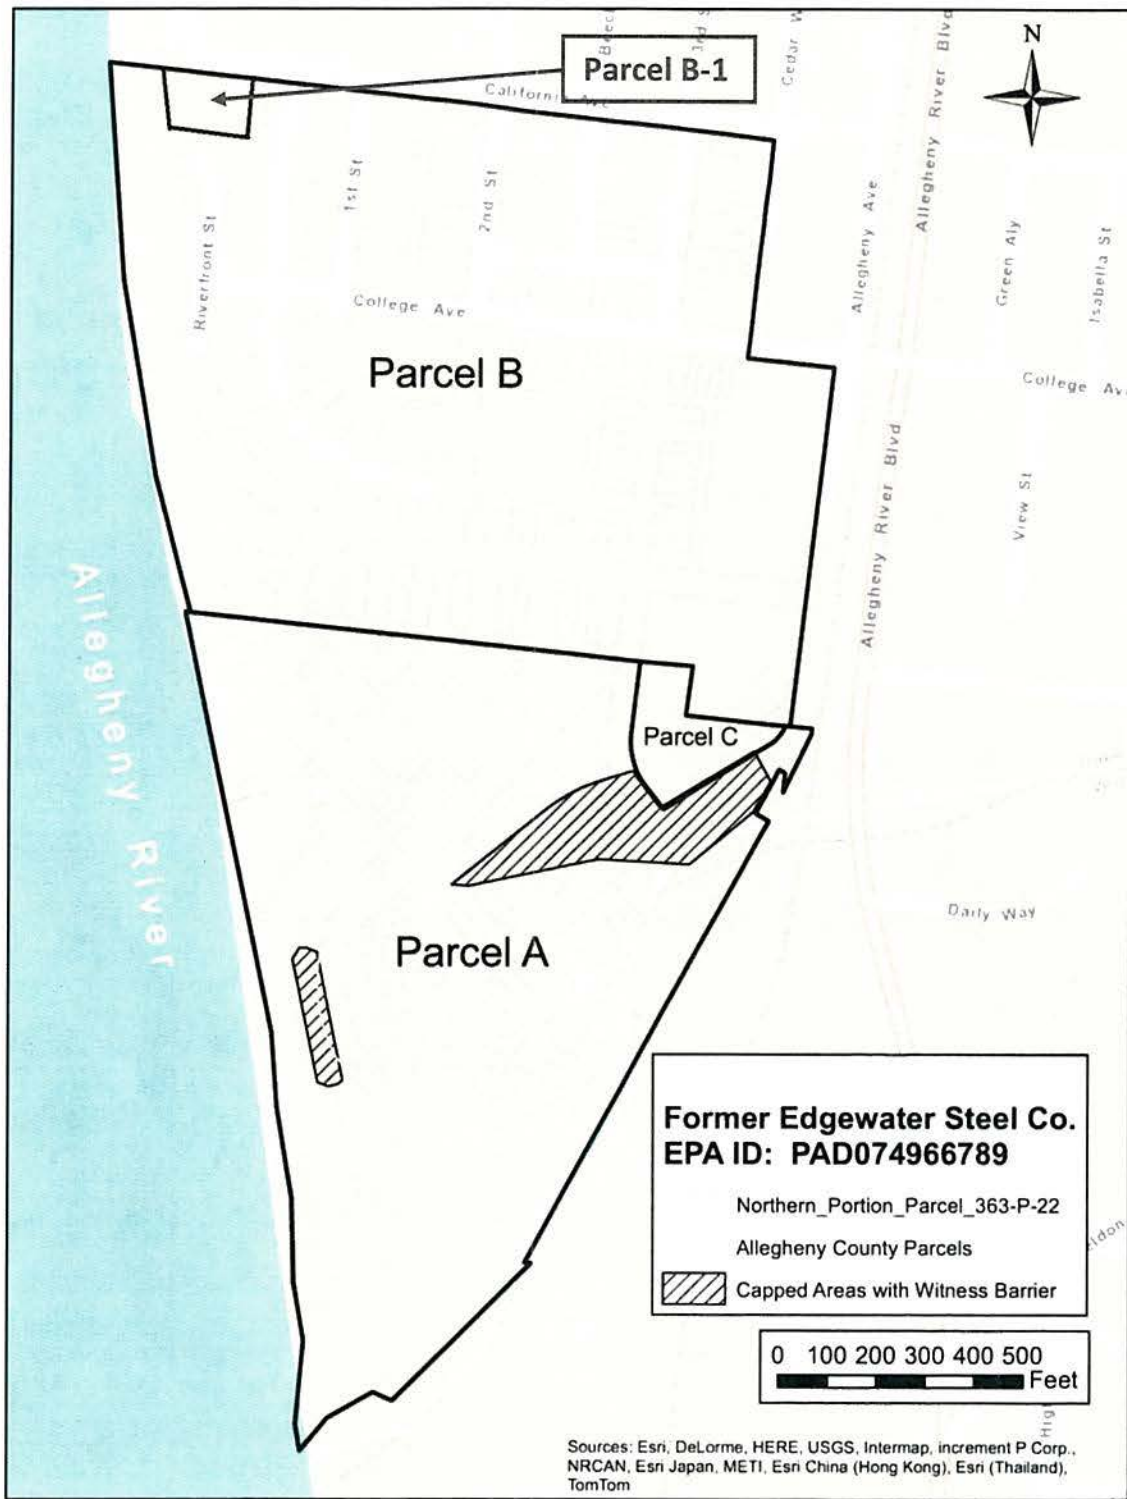 Beech
3rd S
Cedar W
Allegheny River Blvd
N
Parcel B-1
California Ave
1st St
2nd St
Riverfront St
Allegheny Ave
Green Aly
Isabella St
College Ave
Parcel B
College Av
Allegheny River Blvd
View St
Allegheny River
Parcel C
Daily Way
Parcel A
Former Edgewater Steel Co.
EPA ID: PAD074966789
Northern_Portion_Parcel_363-P-22
Allegheny County Parcels
Capped Areas with Witness Barrier
eldon
0 100 200 300 400 500
Feet
Sources: Esri, DeLorme, HERE, USGS, Intermap, increment P Corp.,
NRCAN, Esri Japan, METI, Esri China (Hong Kong), Esri (Thailand),
TomTom